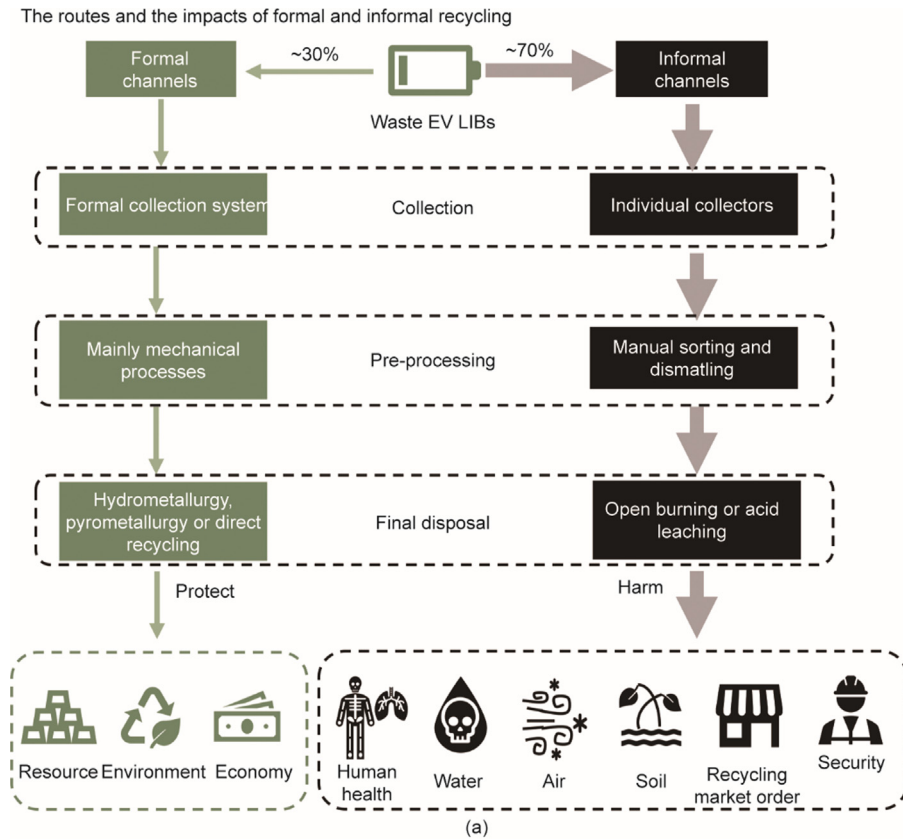 The routes and the impacts of formal and informal recycling
Formal
channels
~30%
~70%
Informal
channels
Waste EV LIBs
Formal collection system
Collection
Individual collectors
Mainly mechanical
processes
Pre-processing
Manual sorting and
dismatling
Hydrometallurgy,
pyrometallurgy or direct
recycling
Final disposal
Open burning or acid
leaching
Protect
Harm
Resource
Environment
Economy
Human
health
Water
Air
Soil
Recycling
market order
Security
(a)